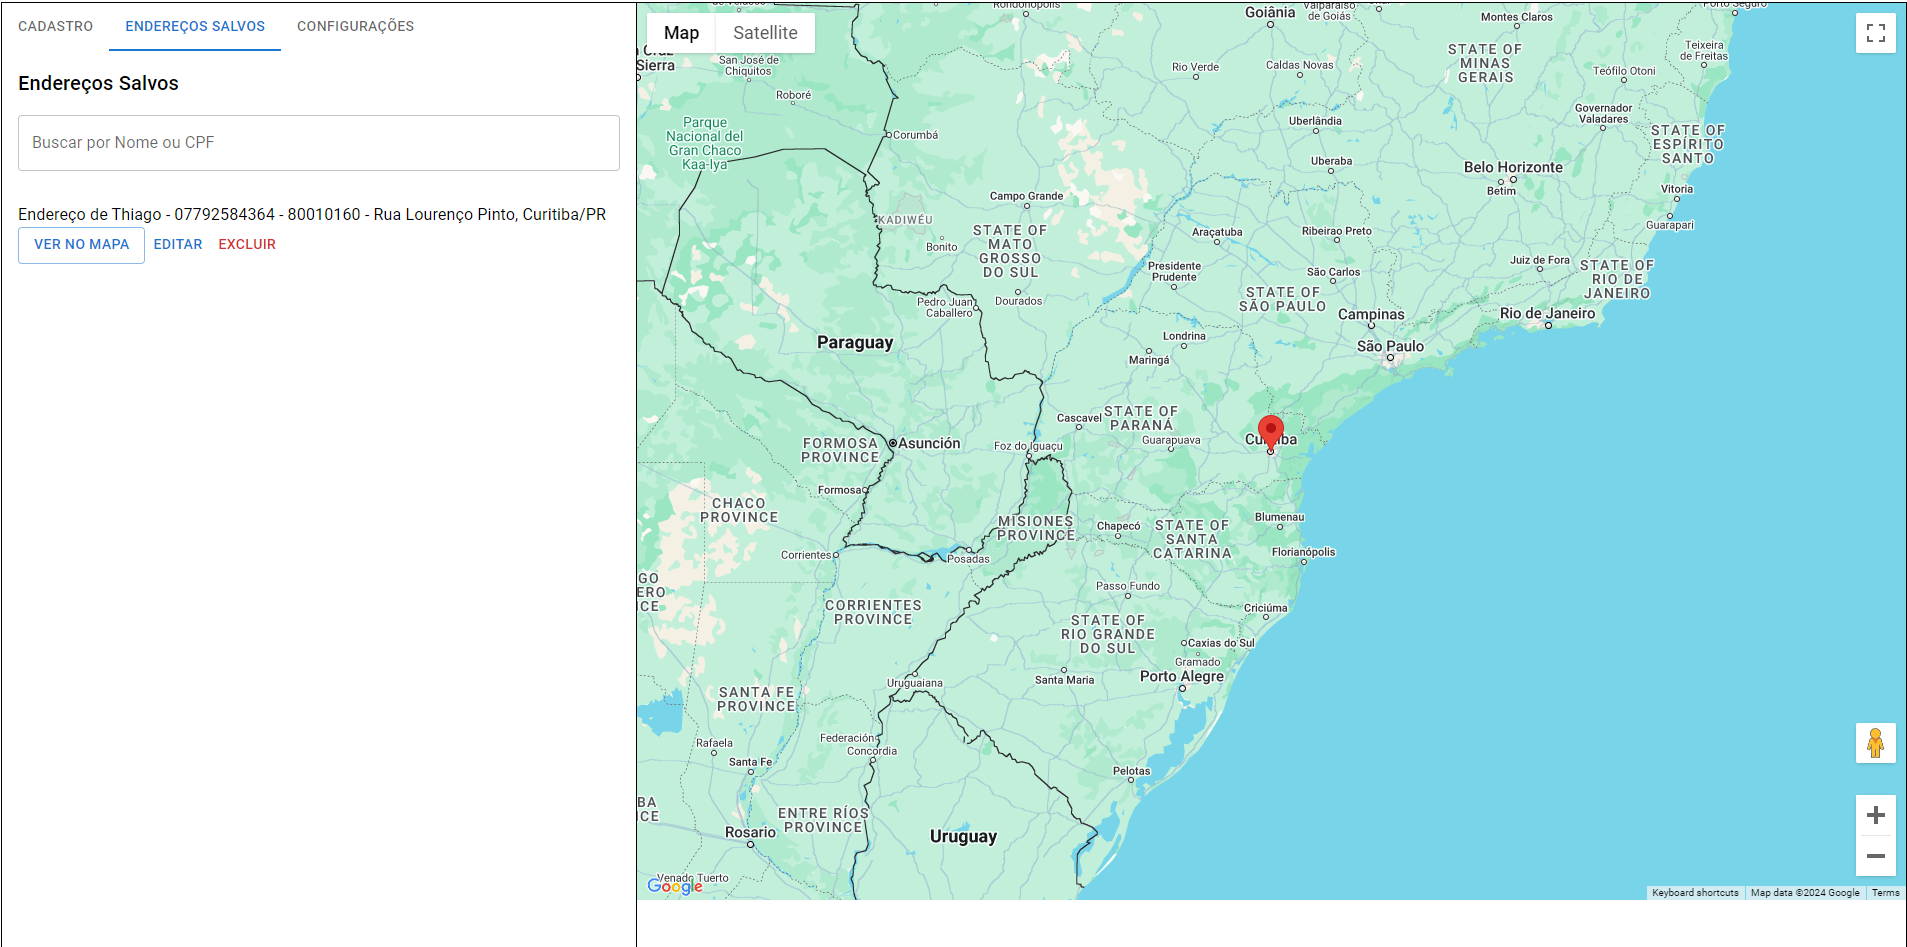 CADASTRO
ENDEREÇOS SALVOS
CONFIGURAÇÕES
Endereços Salvos
Buscar por Nome ou CPF
Endereço de Thiago - 07792584364 - 80010160 - Rua Lourenço Pinto, Curitiba/PR
VER NO MAPA
EDITAR
EXCLUIR
Map
Satellite
Goiânia
Valparaíso
de Goiás
Montes Claros
Porto Seguro
Rondonópolis
Sierra
San José de
Chiquitos
Roboré
Rio Verde
Caldas Novas
STATE OF
MINAS
GERAIS
Teixeira
de Freitas
Teófilo Otoni
Parque
Nacional del
Gran Chaco
Kaa-Iya
Corumbá
Uberlândia
Governador
Valadares
STATE OF
ESPÍRITO
SANTO
Uberaba
Belo Horizonte
Betim
Vitoria
Campo Grande
KADIWÉU
Guarapari
STATE OF
MATO
GROSSO
DO SUL
Bonito
Araçatuba
Ribeirao Preto
Presidente
Prudente
São Carlos
Juiz de Fora
STATE OF
RIO DE
JANEIRO
Pedro Juan
Caballero
Dourados
STATE OF
SÃO PAULO
Campinas
Rio de Janeiro
Paraguay
Londrina
Maringá
São Paulo
Cascavel
STATE OF
PARANÁ
Guarapuava
Curitiba
FORMOSA
PROVINCE
Asunción
Foz do Iguaçu
Formosa
CHACO
PROVINCE
MISIONES
PROVINCE
Chapecó
STATE OF
SANTA
CATARINA
Blumenau
Florianópolis
Corrientes
Posadas
GO
ERO
CE
Passo Fundo
CORRIENTES
PROVINCE
Criciúma
STATE OF
RIO GRANDE
DO SUL
Caxias do Sul
Gramado
Santa Maria
Porto Alegre
Uruguaiana
SANTA FE
PROVINCE
Rafaela
Federación
Concordia
Santa Fe
Pelotas
BA
CE
ENTRE RÍOS
PROVINCE
Rosario
Uruguay
Venado Tuerto
Google
Keyboard shortcuts
Map data ©2024 Google
Terms